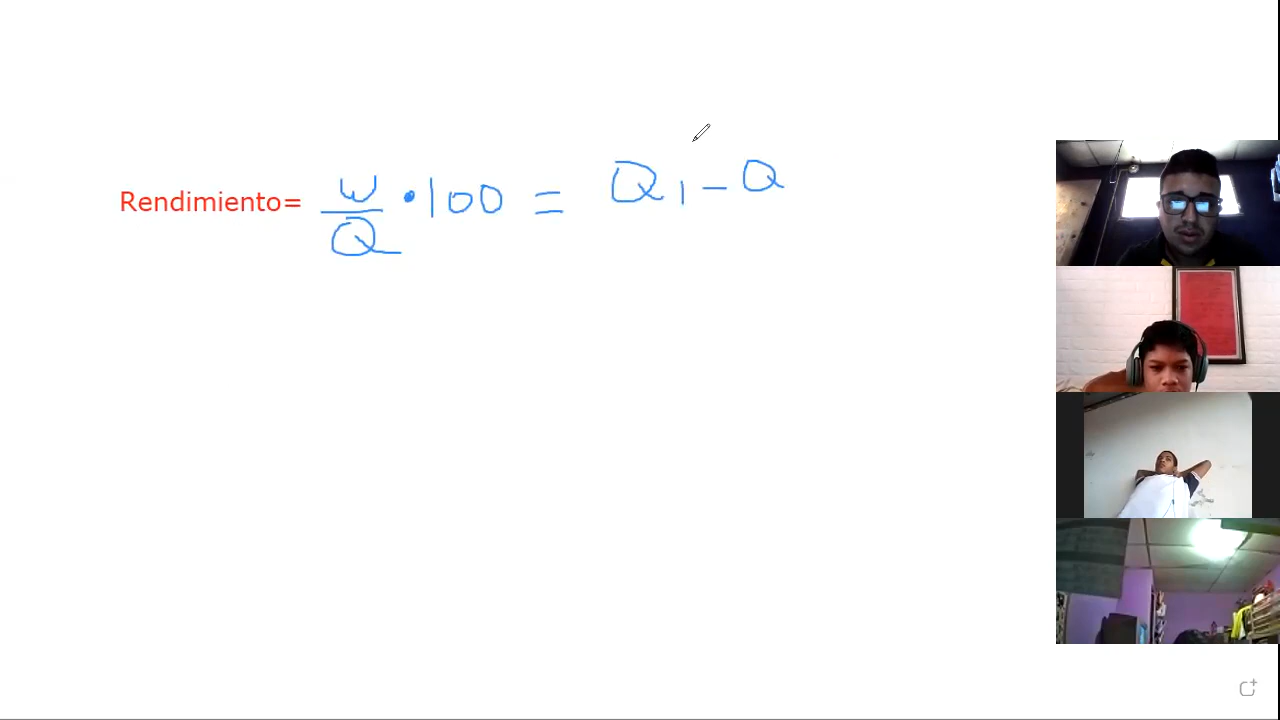 Rendimiento= W/Q • 100 = Q₁ – Q